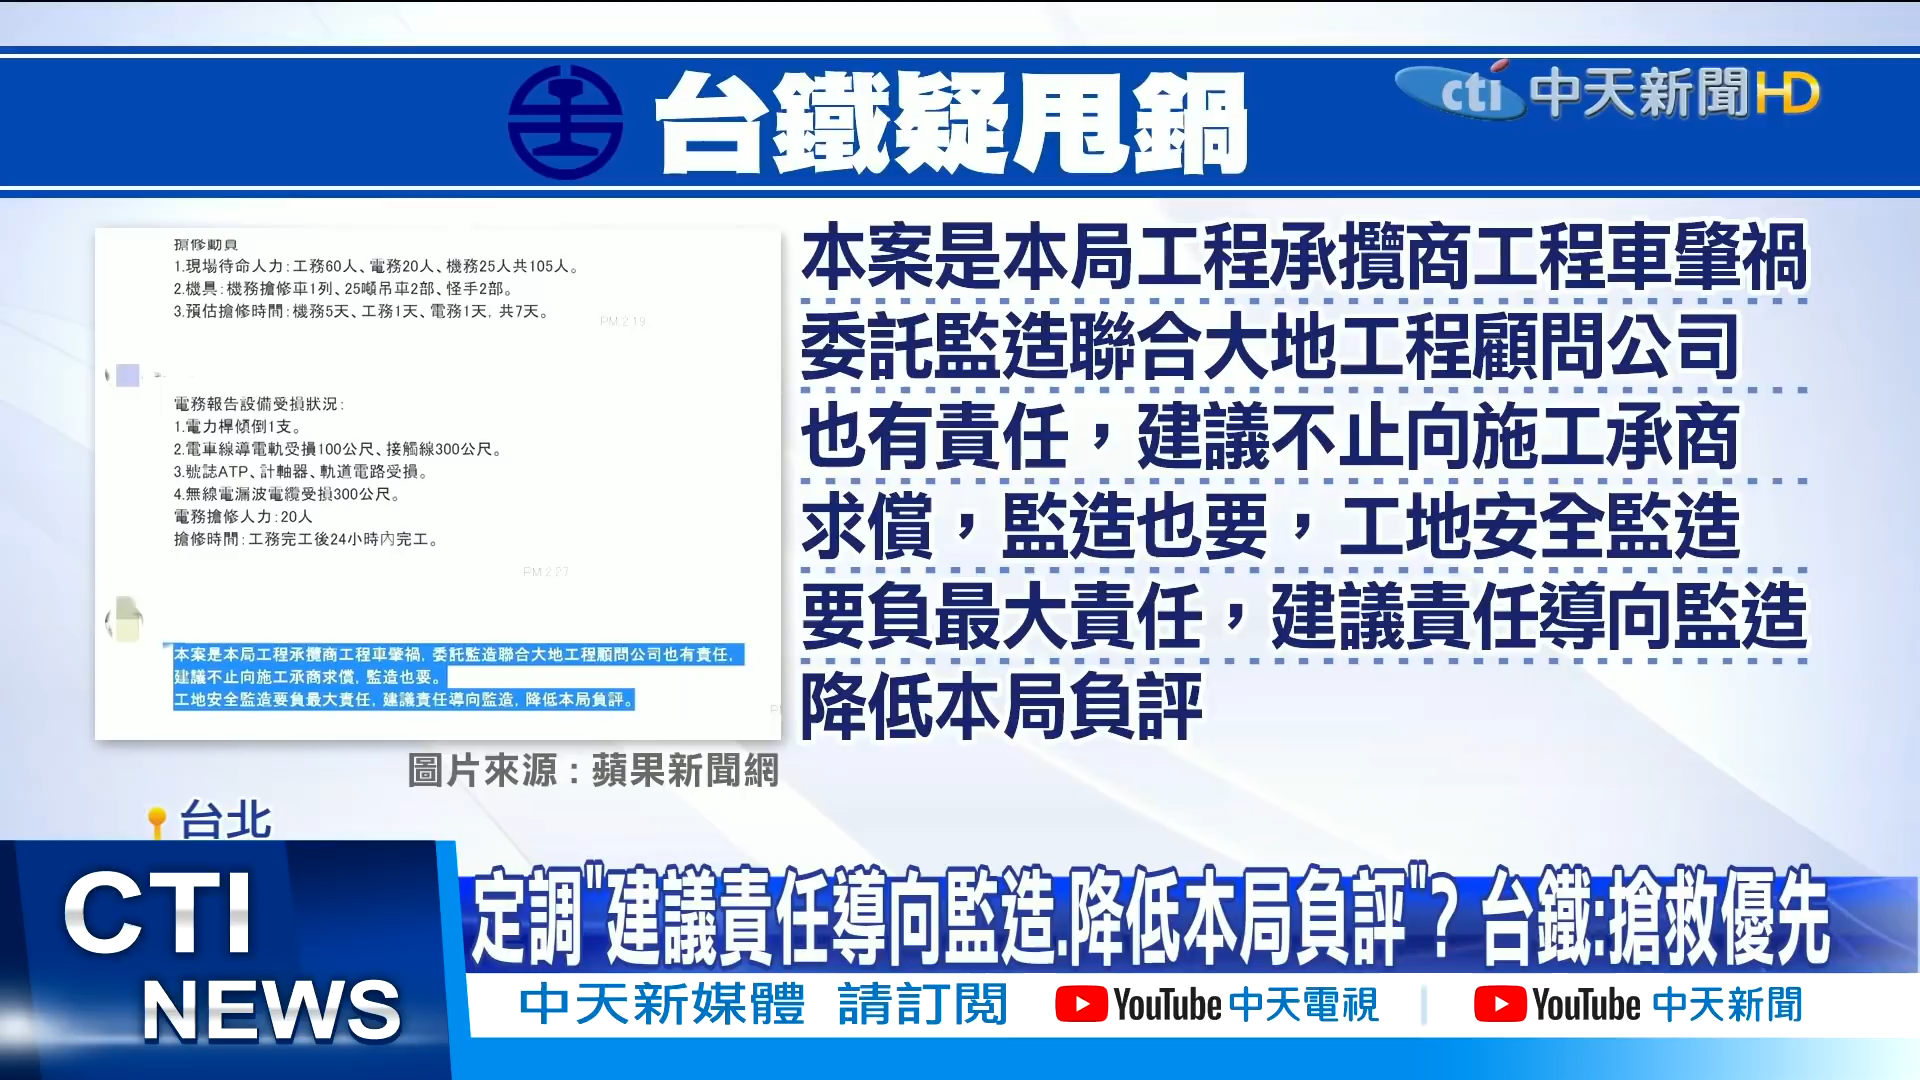 台鐵疑甩鍋
cti 中天新聞HD
搶修動員
1.現場待命人力:工務60人、電務20人、機務25人共105人。
2.機具:機務搶修車1列、25噸吊車2部、怪手2部。
3.預估搶修時間:機務5天、工務1天、電務1天, 共7天。
PM 2:19
電務報告設備受損狀況:
1.電力桿傾倒1支。
2.電車線導電軌受損100公尺、接觸線300公尺。
3.號誌ATP、計軸器、軌道電路受損。
4.無線電漏波電纜受損300公尺。
電務搶修人力:20人
搶修時間:工務完工後24小時內完工。
PM 2:27
本案是本局工程承攬商工程車肇禍, 委託監造聯合大地工程顧問公司也有責任,
建議不止向施工承商求償, 監造也要。
工地安全監造要負最大責任, 建議責任導向監造, 降低本局負評。
圖片來源：蘋果新聞網
本案是本局工程承攬商工程車肇禍
委託監造聯合大地工程顧問公司
也有責任，建議不止向施工承商
求償，監造也要，工地安全監造
要負最大責任，建議責任導向監造
降低本局負評
台北
CTI
NEWS
定調"建議責任導向監造.降低本局負評"？ 台鐵:搶救優先
中天新媒體 請訂閱 YouTube 中天電視 | YouTube 中天新聞